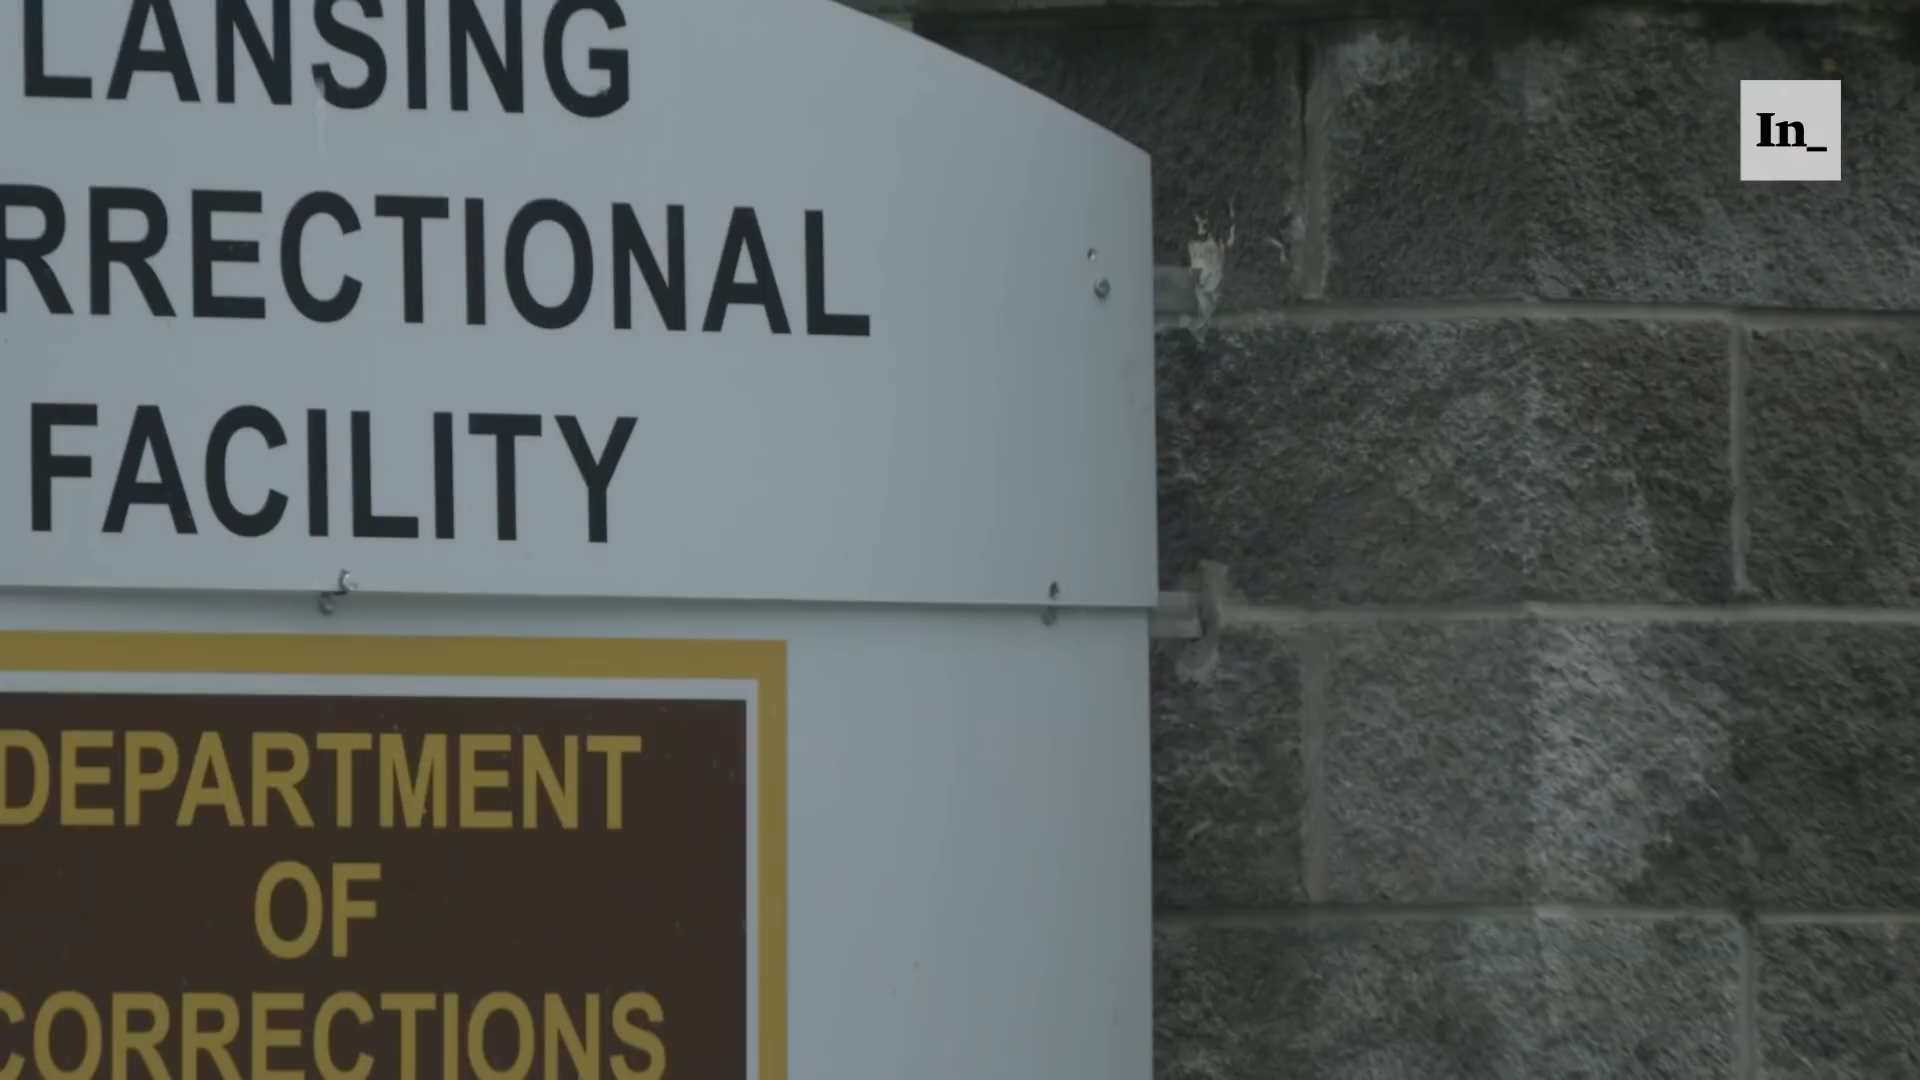 LANSING
RRECTIONAL
FACILITY
DEPARTMENT
OF
CORRECTIONS
In_